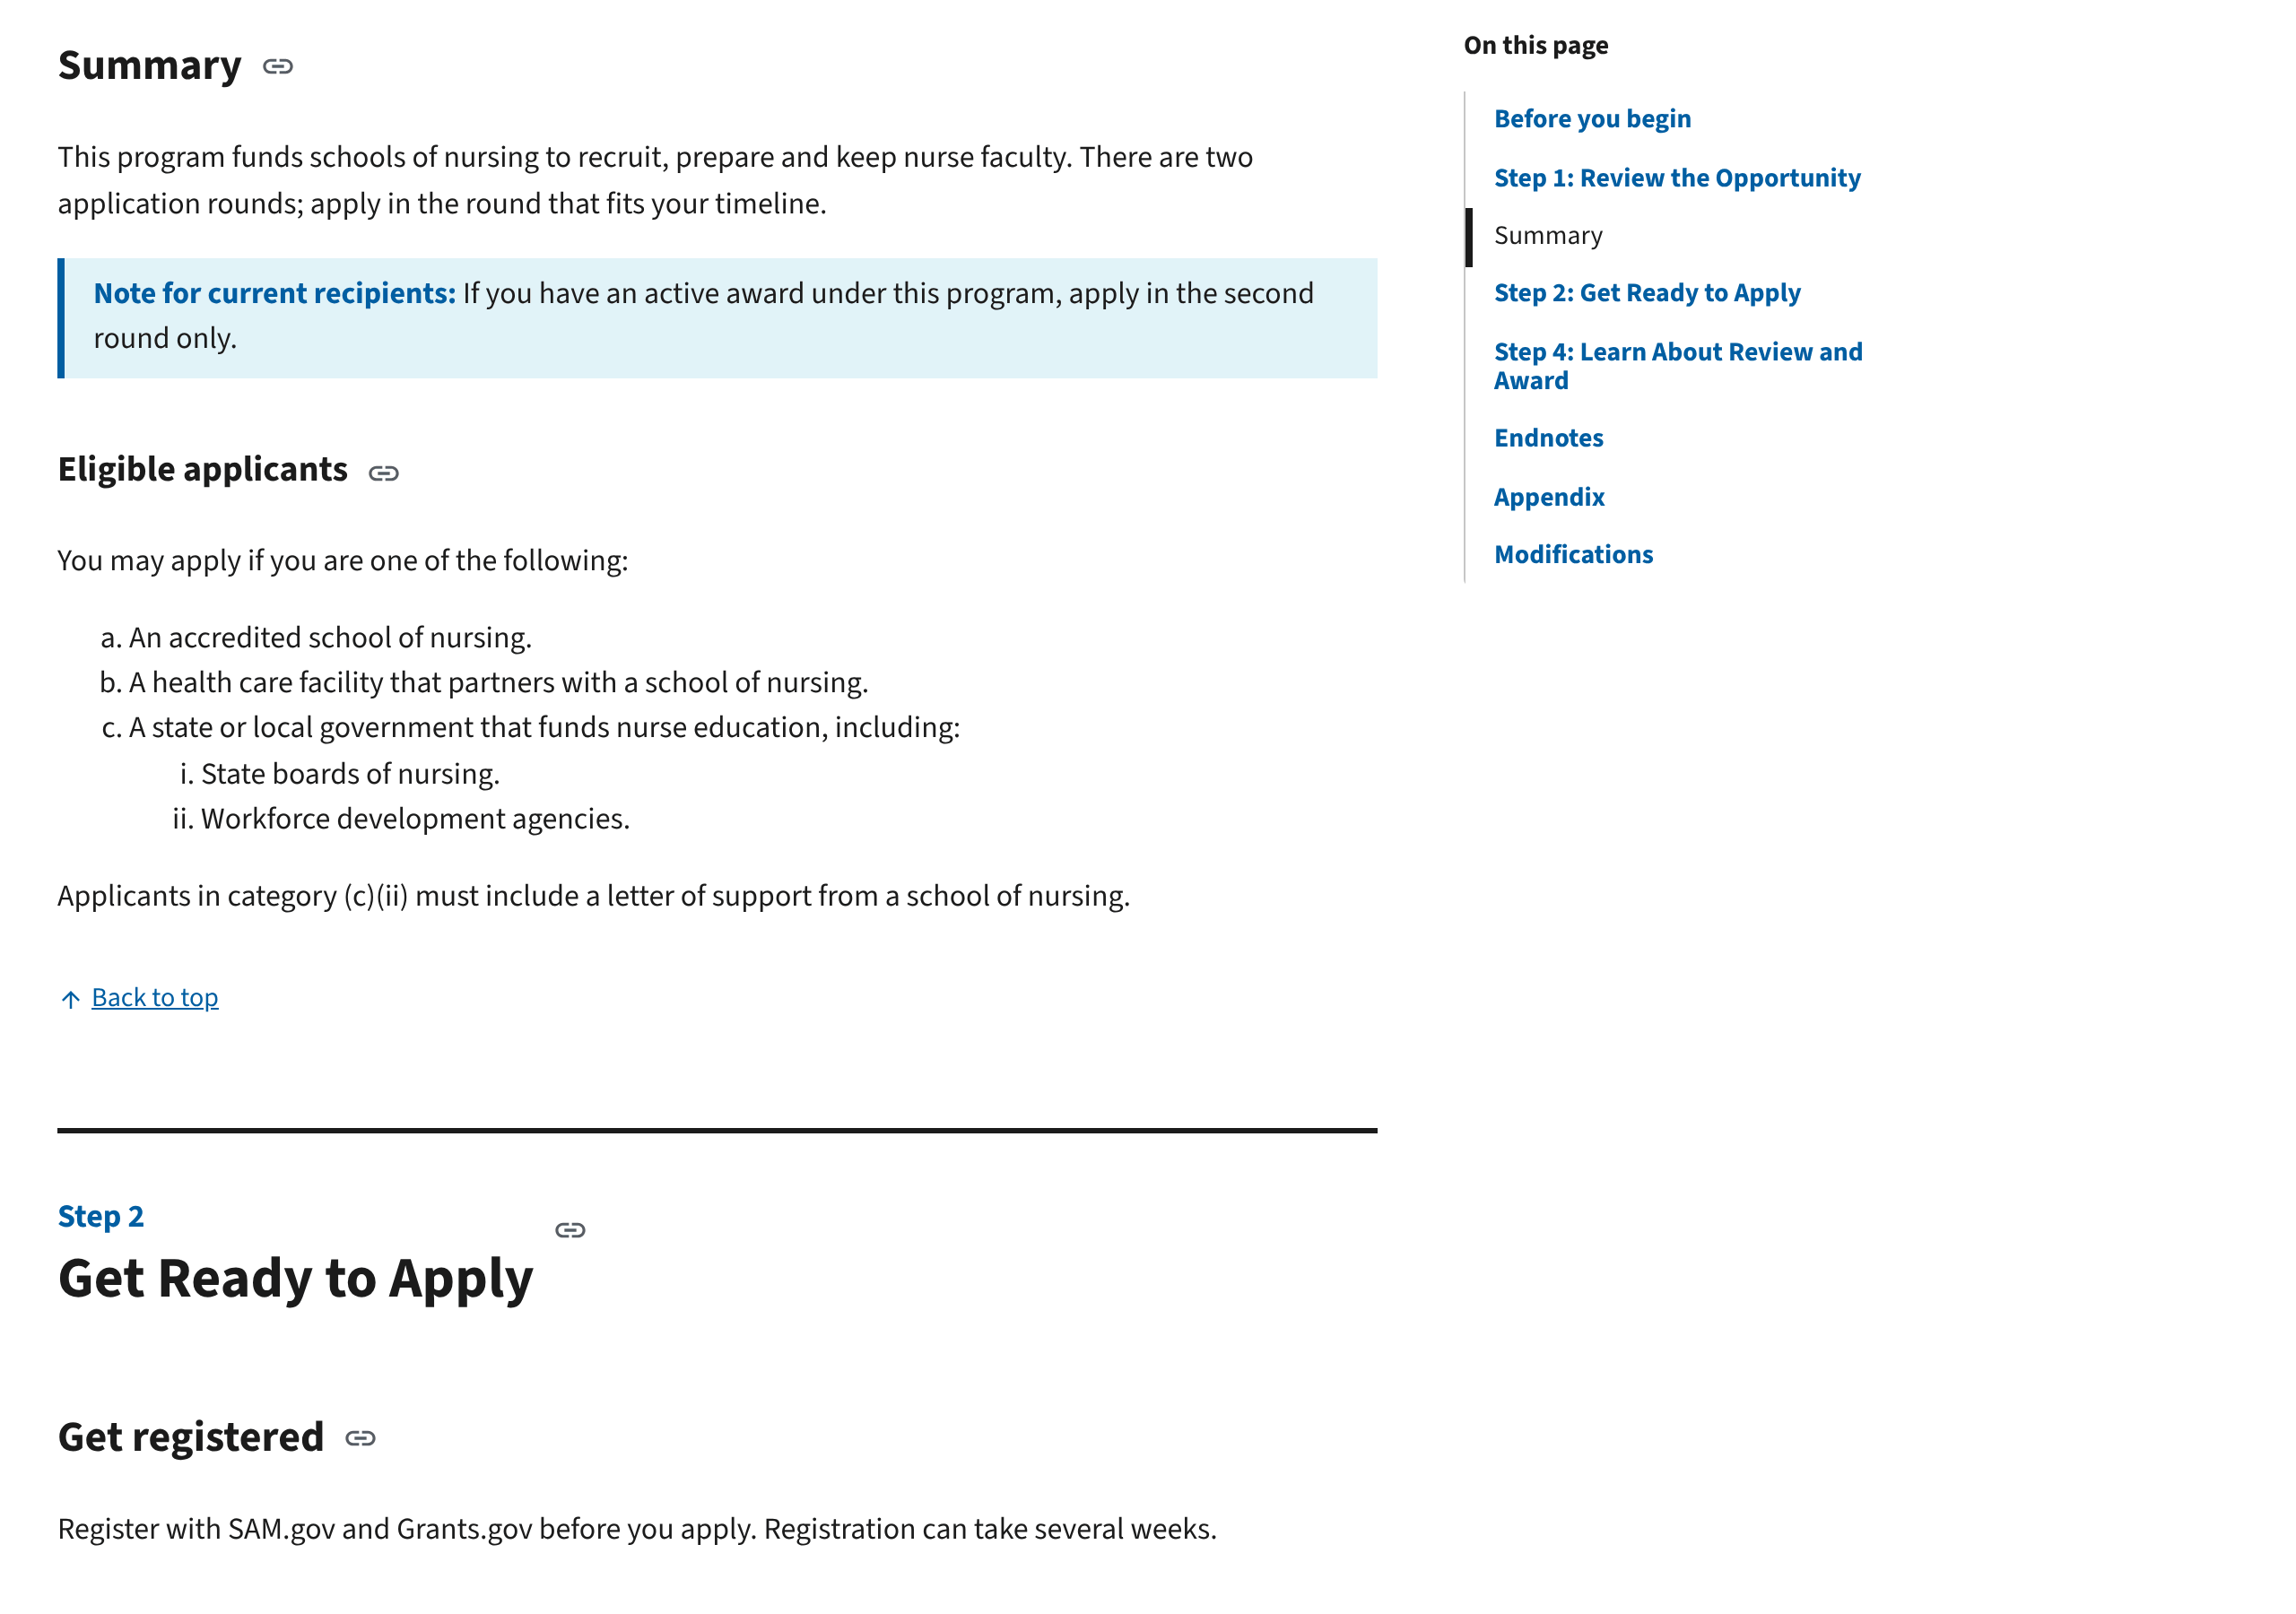 Summary
This program funds schools of nursing to recruit, prepare and keep nurse faculty. There are two
application rounds; apply in the round that fits your timeline.
Note for current recipients: If you have an active award under this program, apply in the second
round only.
Eligible applicants
You may apply if you are one of the following:
a. An accredited school of nursing.
b. A health care facility that partners with a school of nursing.
c. A state or local government that funds nurse education, including:
i. State boards of nursing.
ii. Workforce development agencies.
Applicants in category (c)(ii) must include a letter of support from a school of nursing.
Back to top
Step 2
Get Ready to Apply
Get registered
Register with SAM.gov and Grants.gov before you apply. Registration can take several weeks.
On this page
Before you begin
Step 1: Review the Opportunity
Summary
Step 2: Get Ready to Apply
Step 4: Learn About Review and
Award
Endnotes
Appendix
Modifications